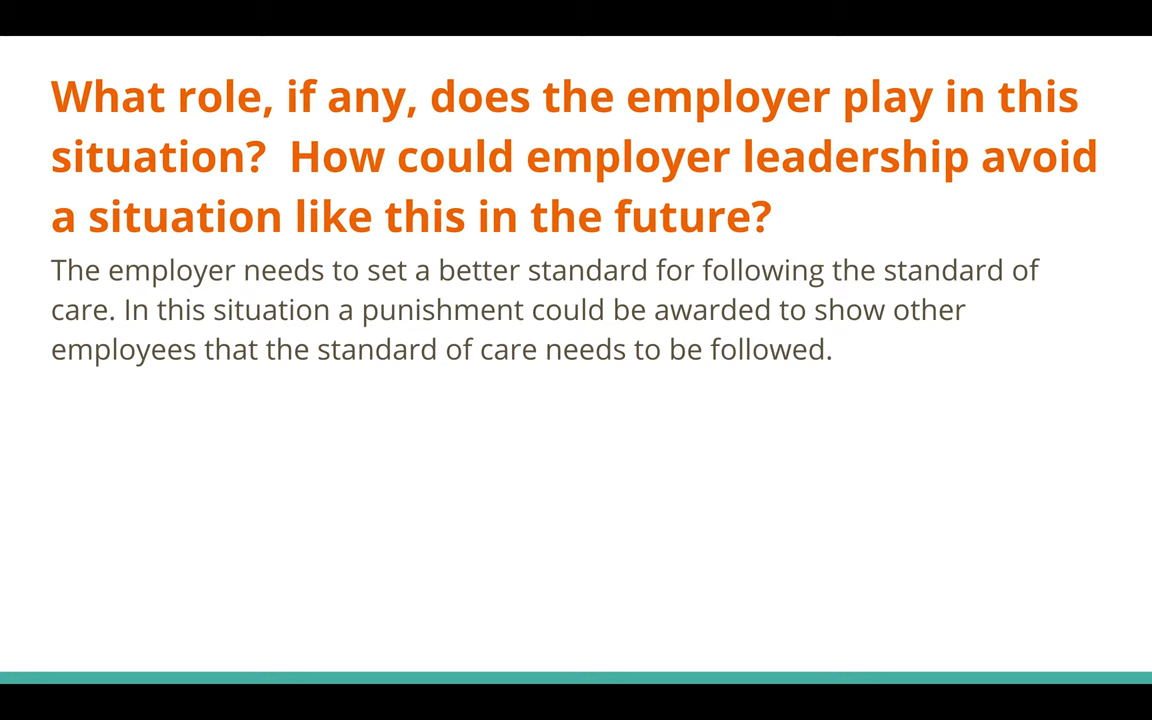 What role, if any, does the employer play in this
situation?  How could employer leadership avoid
a situation like this in the future?
The employer needs to set a better standard for following the standard of
care. In this situation a punishment could be awarded to show other
employees that the standard of care needs to be followed.